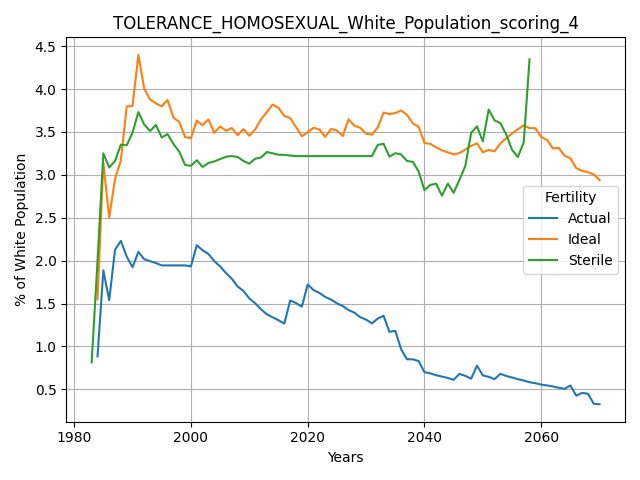 TOLERANCE_HOMOSEXUAL_White_Population_scoring_4
% of White Population
4.5
4.0
3.5
3.0
2.5
2.0
1.5
1.0
0.5
Fertility
Actual
Ideal
Sterile
1980
2000
2020
2040
2060
Years